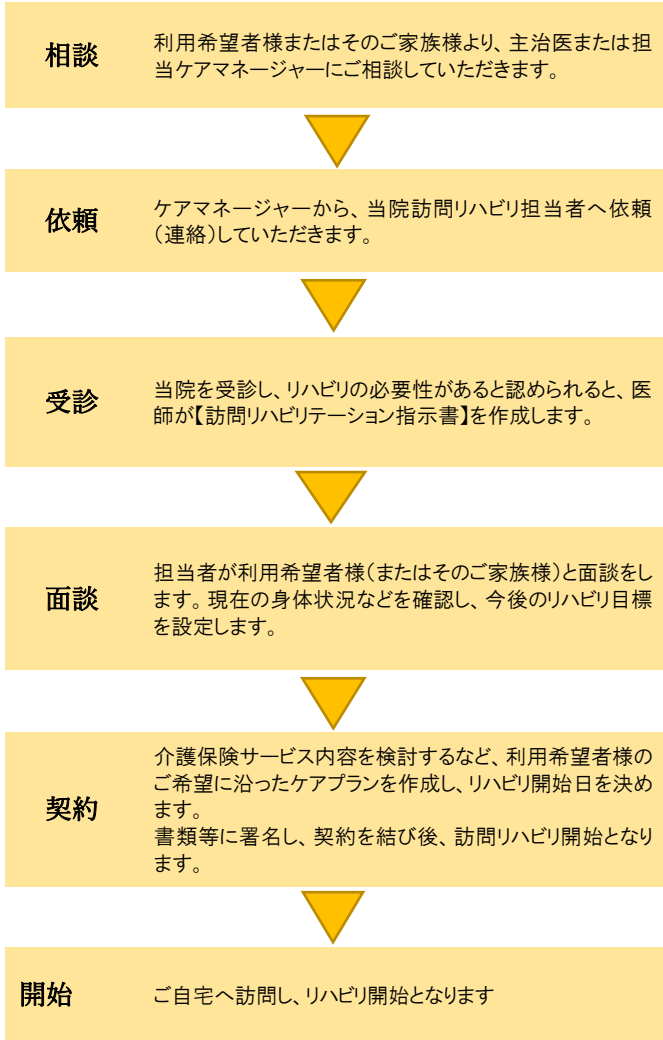 相談
利用希望者様またはそのご家族様より、主治医または担
当ケアマネージャーにご相談していただきます。
依頼
ケアマネージャーから、当院訪問リハビリ担当者へ依頼
（連絡）していただきます。
受診
当院を受診し、リハビリの必要性があると認められると、医
師が【訪問リハビリテーション指示書】を作成します。
面談
担当者が利用希望者様（またはそのご家族様）と面談をし
ます。現在の身体状況などを確認し、今後のリハビリ目標
を設定します。
契約
介護保険サービス内容を検討するなど、利用希望者様の
ご希望に沿ったケアプランを作成し、リハビリ開始日を決め
ます。
書類等に署名し、契約を結び後、訪問リハビリ開始となり
ます。
開始
ご自宅へ訪問し、リハビリ開始となります